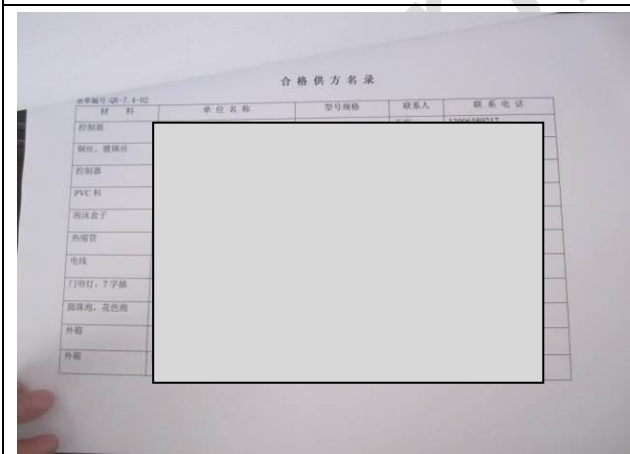 合格供方名录
表单编号:QR-7.4-02
材 料 单 位 名 称 型号规格 联系人 联 系 电 话
控制器
铜丝，镀锡丝
控制器
PVC 料
泡沫盒子
热缩管
电线
门帘灯，7 字插
圆珠泡，花色泡
外箱
外箱